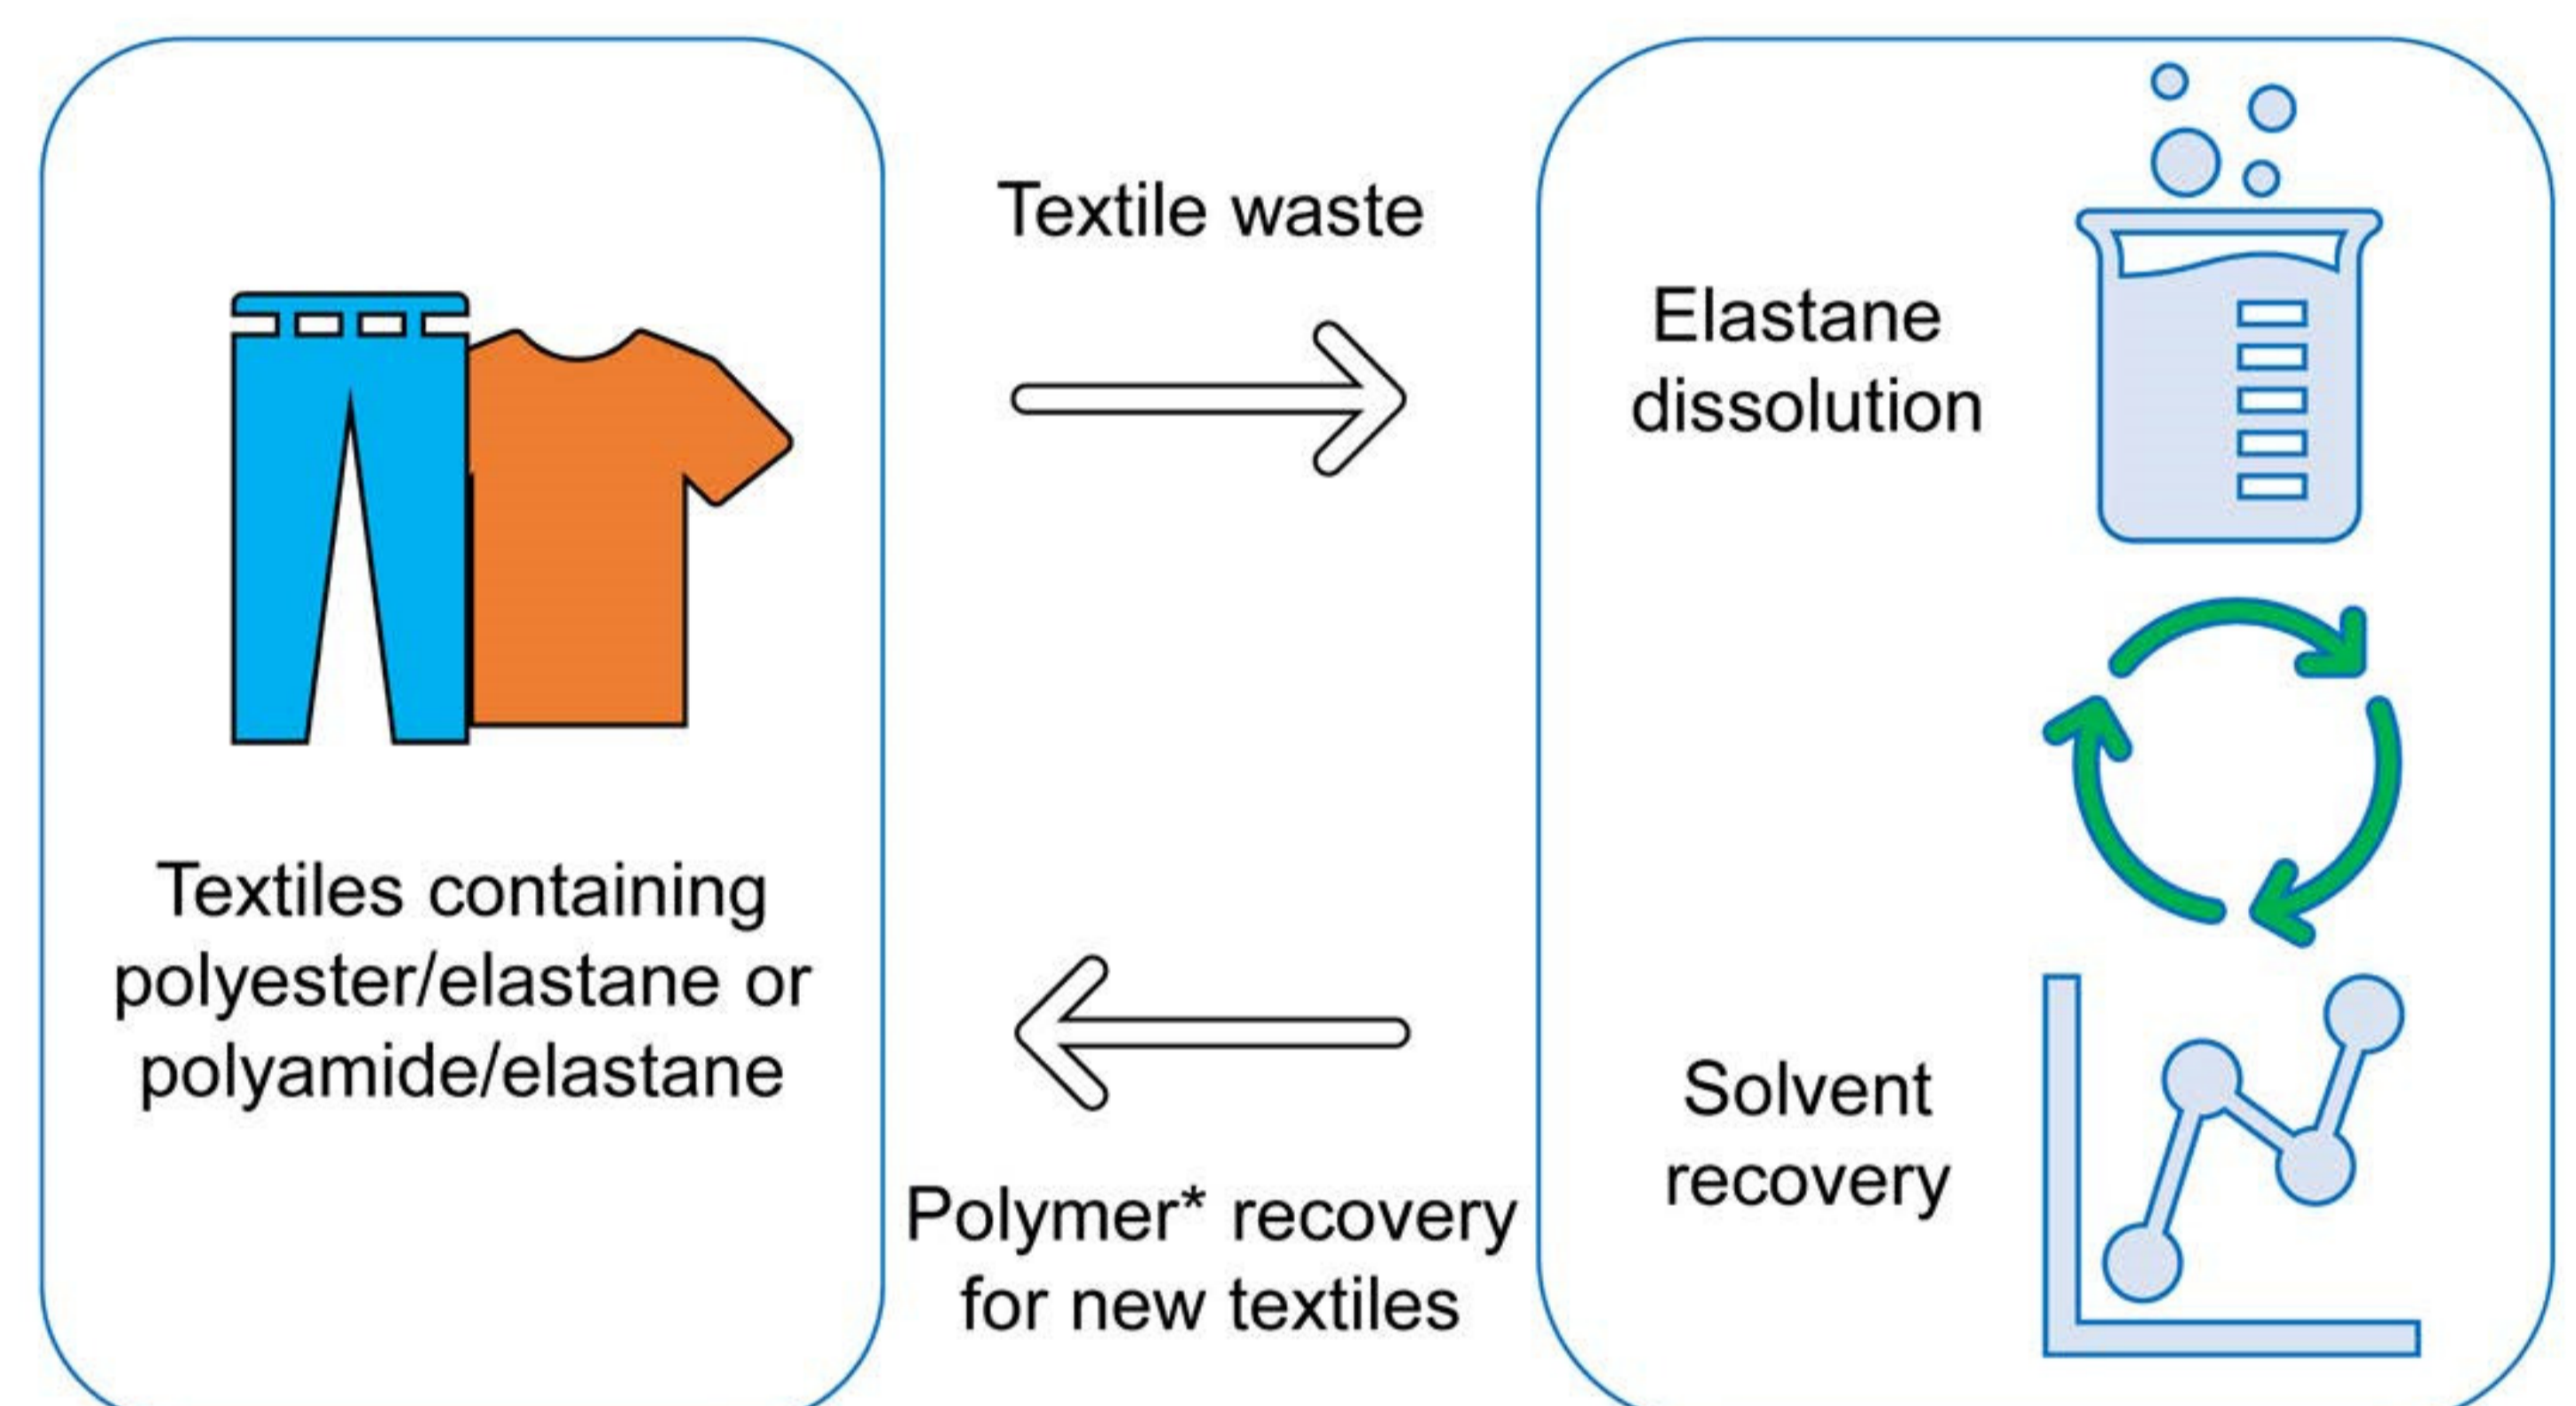 Textile waste
Elastane
dissolution
Textiles containing
polyester/elastane or
polyamide/elastane
Solvent
recovery
Polymer* recovery
for new textiles